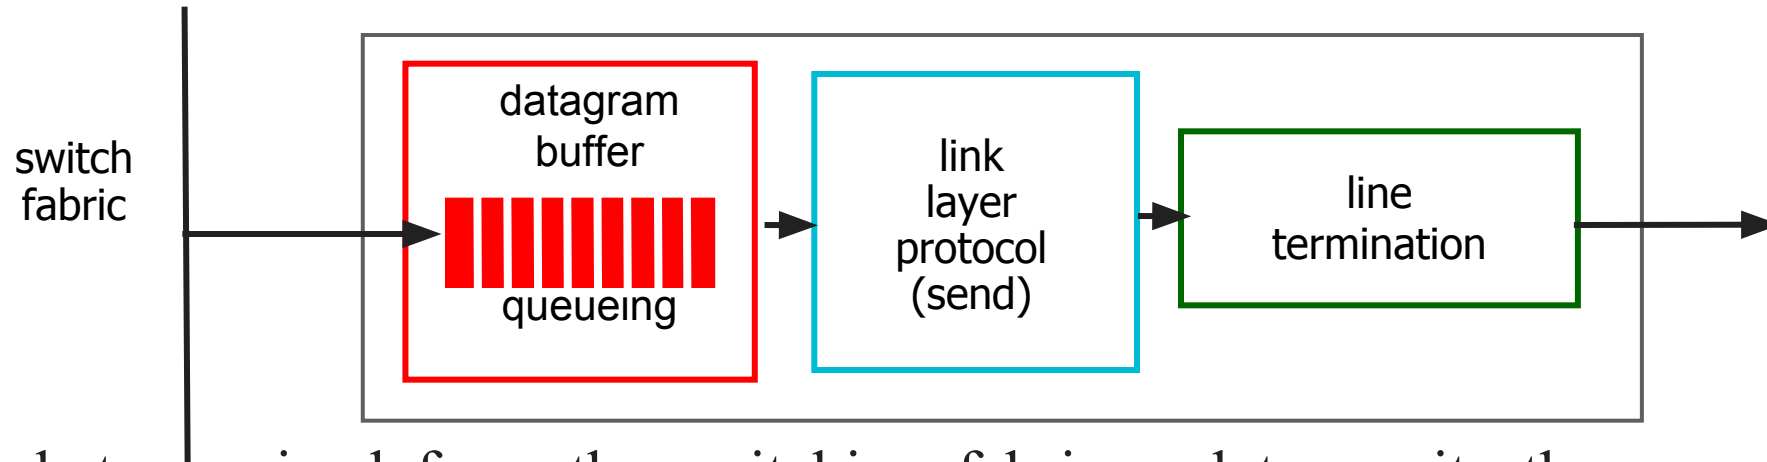 switch
fabric
datagram
buffer
queueing
link
layer
protocol
(send)
line
termination